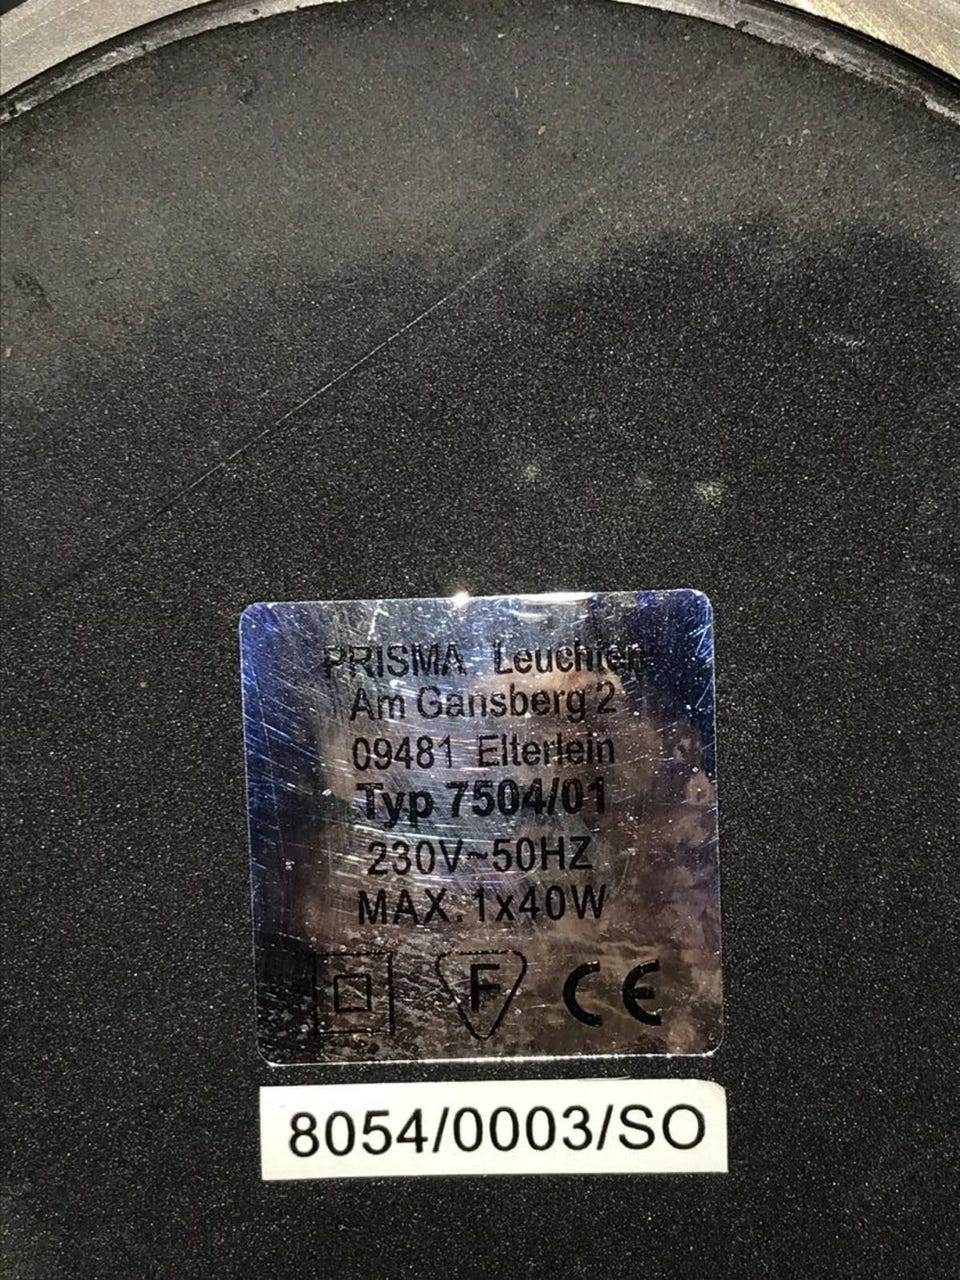 PRISMA Leuchten
Am Gansberg 2
09481 Elterlein
Typ 7504/01
230V~50HZ
MAX: 1x40W
F CE
8054/0003/SO